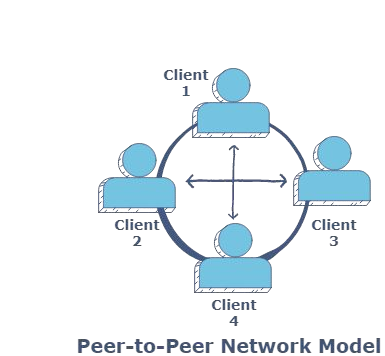 Client
1
Client
2
Client
3
Client
4
Peer-to-Peer Network Model